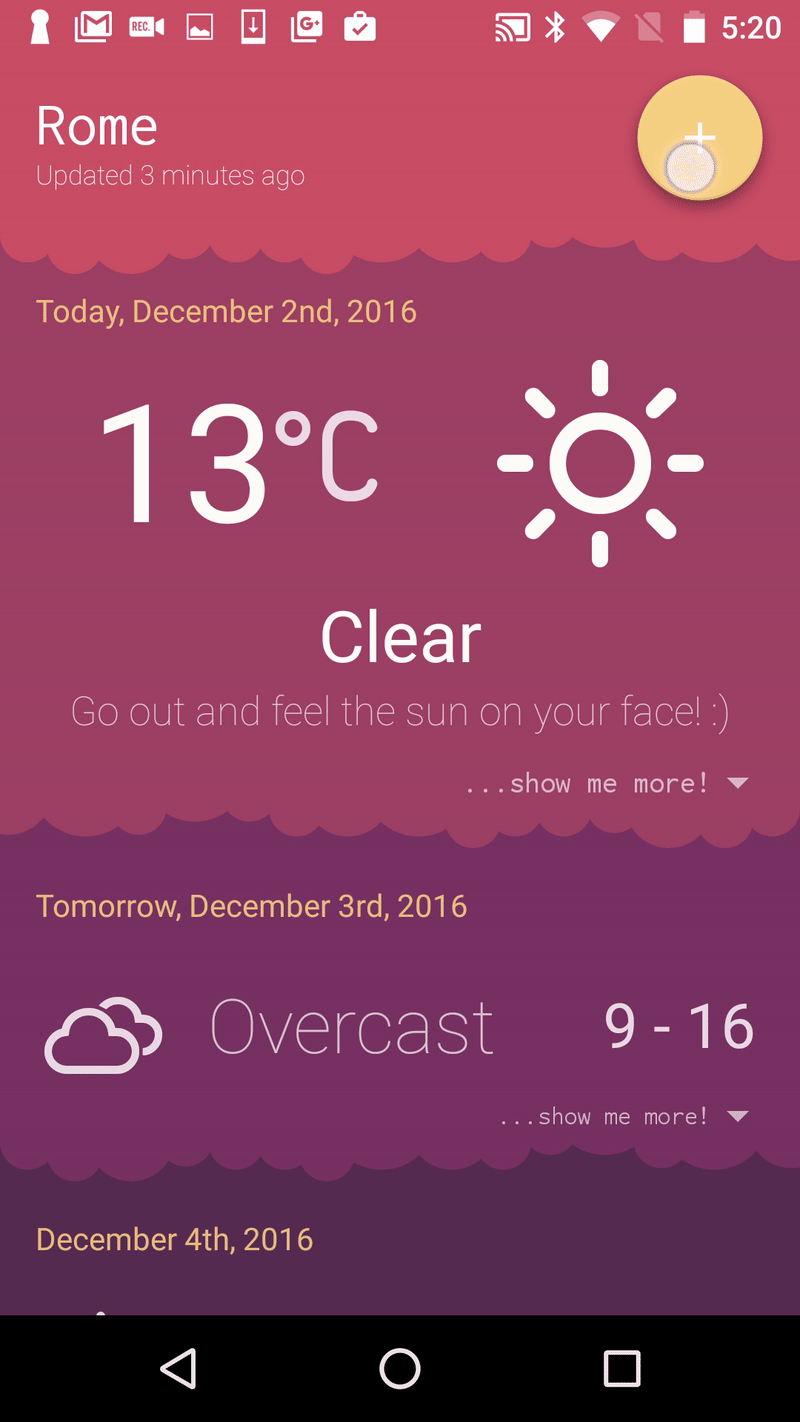 REC. G+ 5:20
Rome
+
Updated 3 minutes ago
Today, December 2nd, 2016
13°C
Clear
Go out and feel the sun on your face! :)
...show me more!
Tomorrow, December 3rd, 2016
Overcast 9 - 16
...show me more!
December 4th, 2016